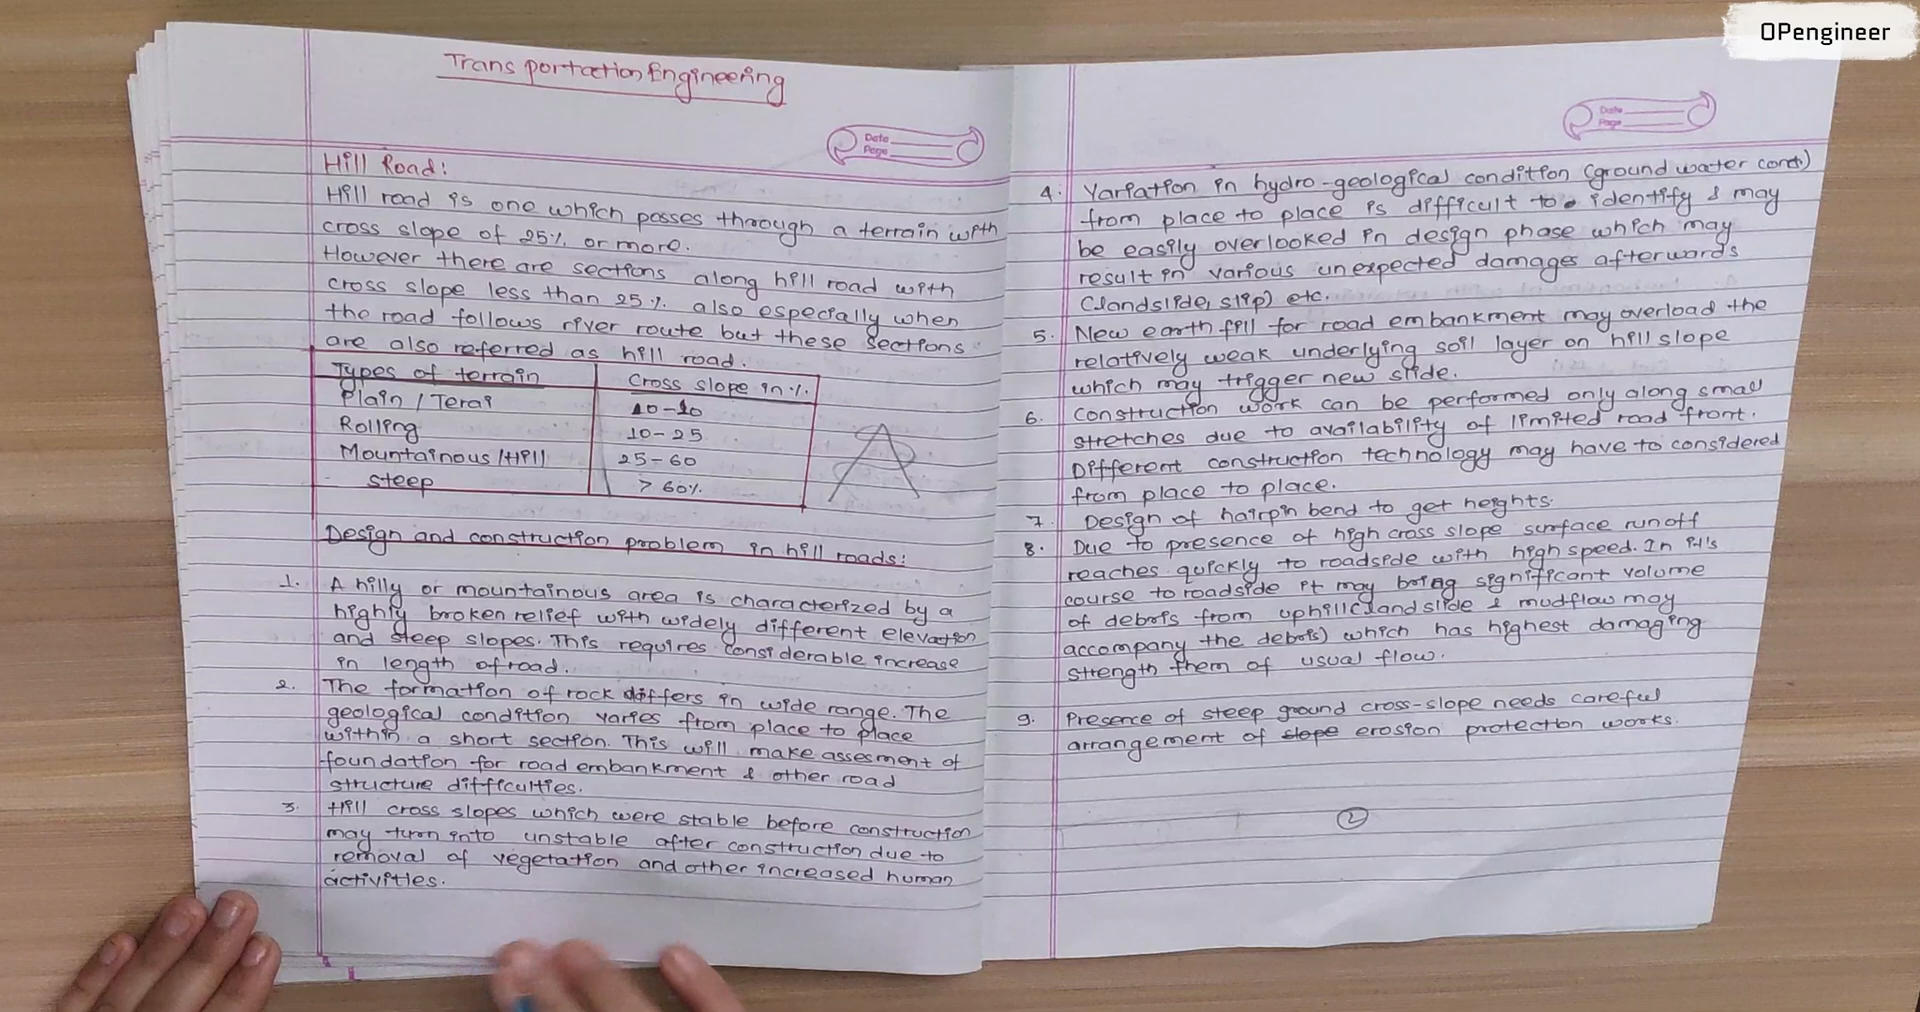 OPengineer
Transportation Engineering
Date
Page
Hill Road:
Hill road is one which passes through a terrain with
cross slope of 25% or more.
However there are sections along hill road with
cross slope less than 25% also especially when
the road follows river route but these sections
are also referred as hill road.
Types of terrain Cross slope in %.
Plain / Terai 10-10
Rolling 10-25
Mountainous/Hill 25-60
steep > 60%
Design and construction problem in hill roads:
1. A hilly or mountainous area is characterized by a
highly broken relief with widely different elevation
and steep slopes. This requires considerable increase
in length of road.
2. The formation of rock differs in wide range. The
geological condition varies from place to place
within a short section. This will make assesment of
foundation for road embankment & other road
structure difficulties.
3. Hill cross slopes which were stable before construction
may turn into unstable after construction due to
removal of vegetation and other increased human
activities.
Date
Page
4. Variation in hydro-geological condition (ground water cond)
from place to place is difficult to identify & may
be easily overlooked in design phase which may
result in various unexpected damages afterwards
(landslide, slip) etc.
5. New earth fill for road embankment may overload the
relatively weak underlying soil layer on hill slope
which may trigger new slide.
6. Construction work can be performed only along small
stretches due to availability of limited road front.
Different construction technology may have to considered
from place to place.
7. Design of hairpin bend to get heights.
8. Due to presence of high cross slope surface runoff
reaches quickly to roadside with high speed. In it's
course to roadside it may bring significant volume
of debris from uphill (landslide & mudflow may
accompany the debris) which has highest damaging
strength them of usual flow.
9. Presence of steep ground cross-slope needs careful
arrangement of slope erosion protection works.
2